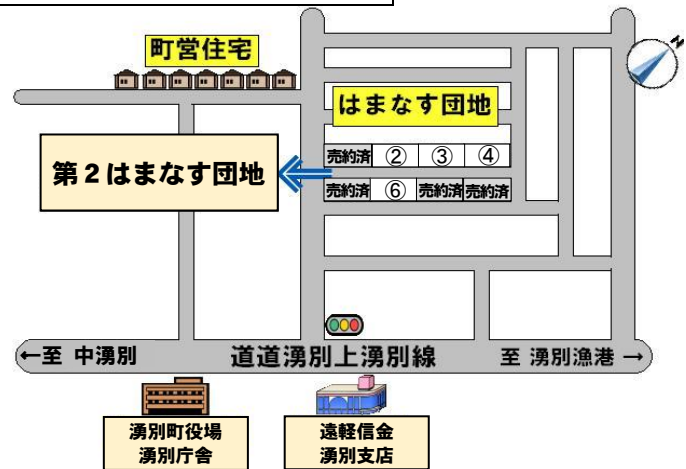 町営住宅
N
はまなす団地
売約済 ② ③ ④
第2はまなす団地
売約済 ⑥ 売約済 売約済
←至 中湧別 道道湧別上湧別線 至 湧別漁港 →
湧別町役場
湧別庁舎
遠軽信金
湧別支店